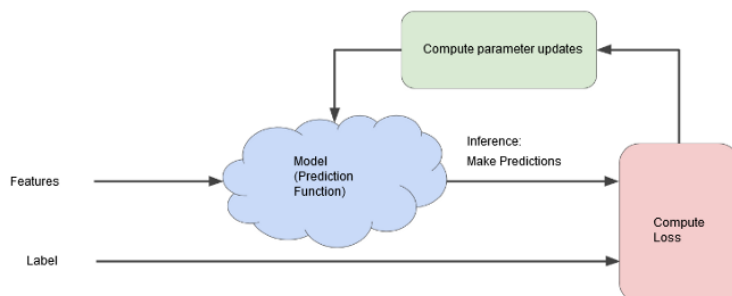 Compute parameter updates
Inference:
Make Predictions
Model
(Prediction
Function)
Features
Compute
Loss
Label